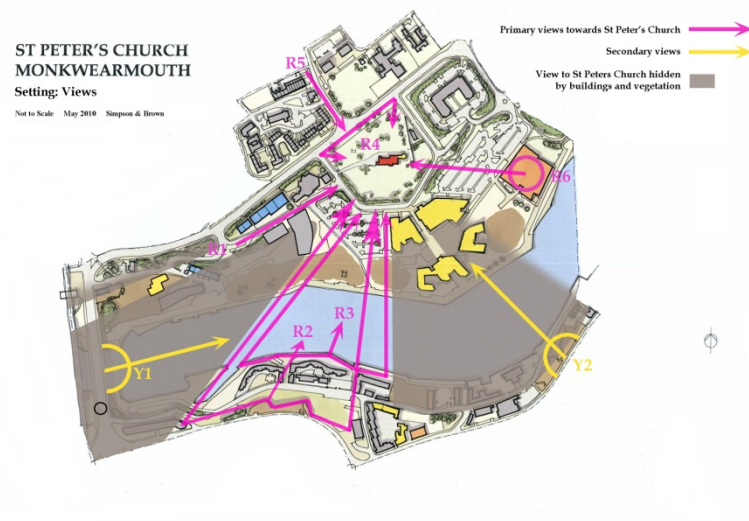 ST PETER'S CHURCH
MONKWEARMOUTH
Setting: Views
Not to Scale May 2010 Simpson & Brown
Primary views towards St Peter's Church
Secondary views
View to St Peters Church hidden
by buildings and vegetation
R5
R4
R6
R1
R3
R2
Y1
Y2